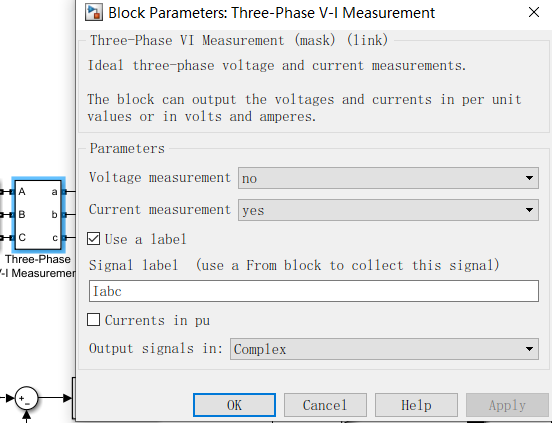 Block Parameters: Three-Phase V-I Measurement
Three-Phase VI Measurement (mask) (link)
Ideal three-phase voltage and current measurements.
The block can output the voltages and currents in per unit
values or in volts and amperes.
Parameters
Voltage measurement no
Current measurement yes
Use a label
Signal label (use a From block to collect this signal)
Iabc
Currents in pu
Output signals in: Complex
OK Cancel Help Apply
A a
B b
C c
Three-Phase
V-I Measuremen